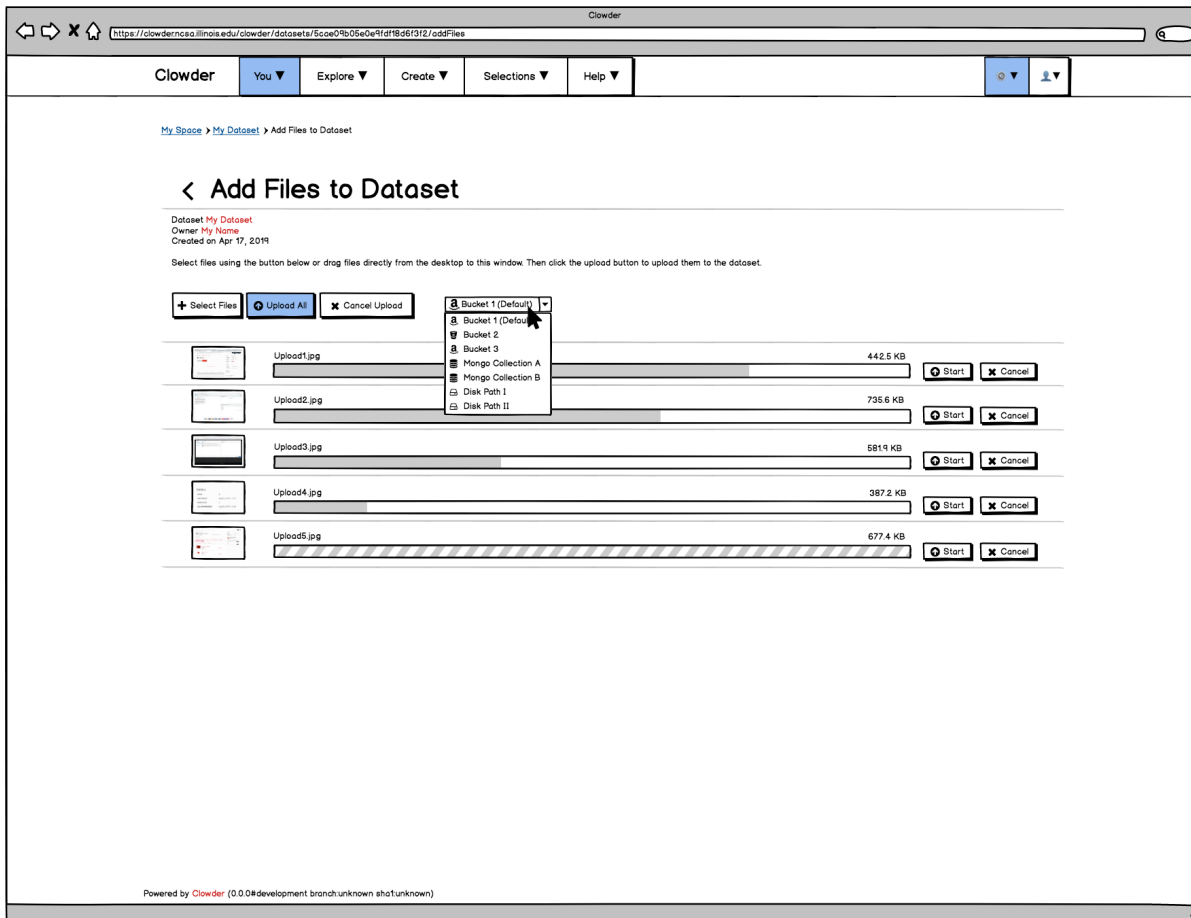 Clowder
https://clowder.ncsa.illinois.edu/clowder/datasets/5cae09b05e0e9fdf18d6f3f2/addFiles
Clowder You ▼ Explore ▼ Create ▼ Selections ▼ Help ▼
My Space > My Dataset > Add Files to Dataset
Add Files to Dataset
Dataset My Dataset
Owner My Name
Created on Apr 17, 2019
Select files using the button below or drag files directly from the desktop to this window. Then click the upload button to upload them to the dataset.
Select Files Upload All Cancel Upload Bucket 1 (Default)
Bucket 1
Bucket 2
Bucket 3
Mongo Collection A
Mongo Collection B
Disk Path I
Disk Path II
Upload1.jpg 442.5 KB
Start Cancel
Upload2.jpg 735.6 KB
Start Cancel
Upload3.jpg 581.9 KB
Start Cancel
Upload4.jpg 387.2 KB
Start Cancel
Upload5.jpg 677.4 KB
Start Cancel
Powered by Clowder (0.0.0#development branch:unknown sha1:unknown)